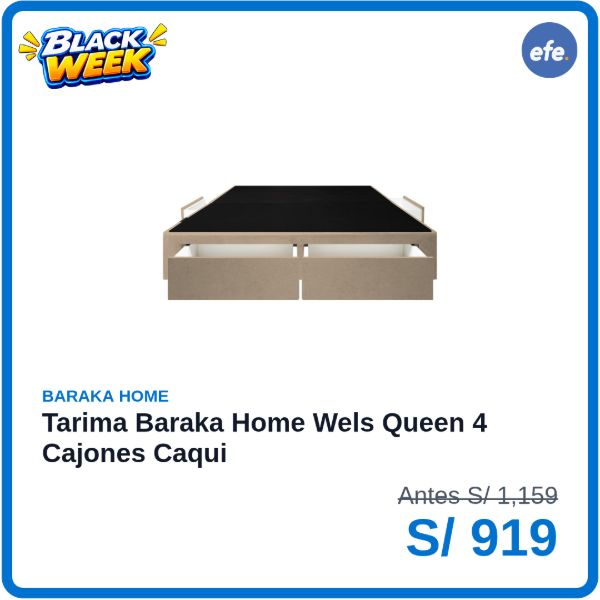 BLACK
WEEK
efe.
BARAKA HOME
Tarima Baraka Home Wels Queen 4
Cajones Caqui
Antes S/ 1,159
S/ 919